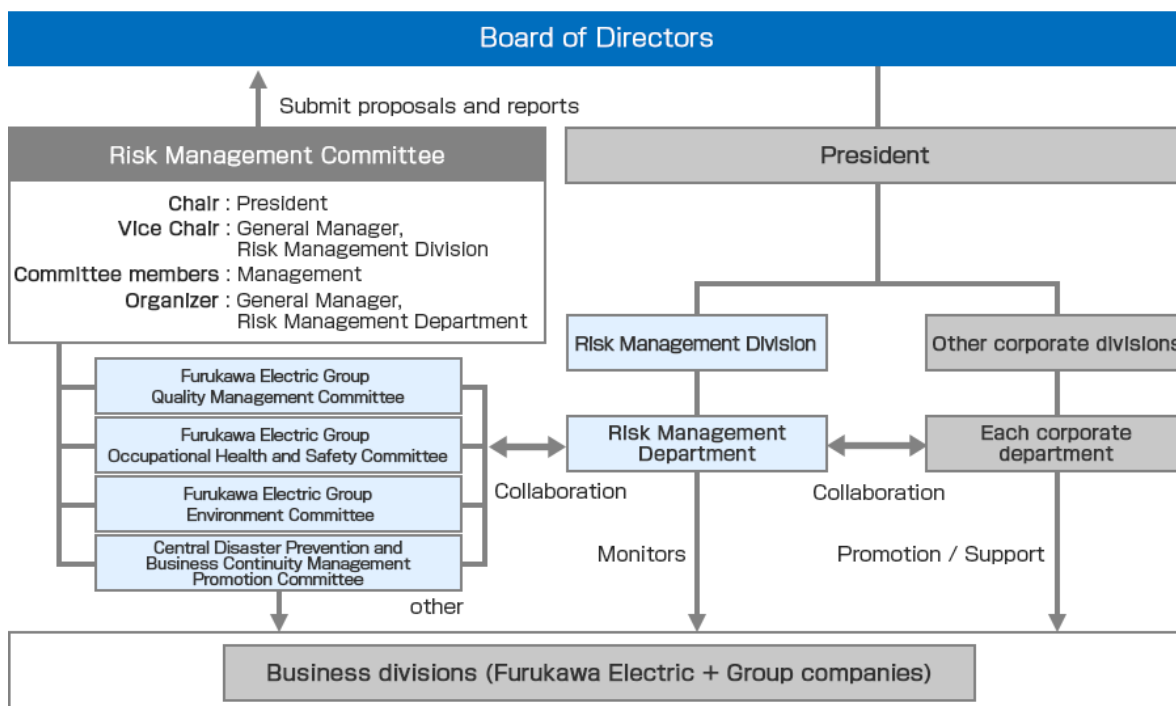 Board of Directors
Submit proposals and reports
Risk Management Committee
Chair : President
Vice Chair : General Manager,
Risk Management Division
Committee members : Management
Organizer : General Manager,
Risk Management Department
President
Risk Management Division
Other corporate divisions
Furukawa Electric Group
Quality Management Committee
Furukawa Electric Group
Occupational Health and Safety Committee
Furukawa Electric Group
Environment Committee
Central Disaster Prevention and
Business Continuity Management
Promotion Committee
other
Collaboration
Risk Management
Department
Collaboration
Each corporate
department
Monitors
Promotion / Support
Business divisions (Furukawa Electric + Group companies)